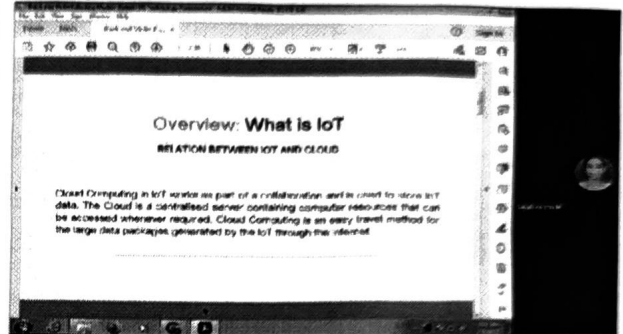 Sign In
Overview: What is IoT
RELATION BETWEEN IOT AND CLOUD
Cloud Computing in IoT works as part of a collaboration and is used to store IoT
data. The Cloud is a centralised server containing computer resources that can
be accessed whenever required. Cloud Computing is an easy travel method for
the large data packages generated by the IoT through the internet